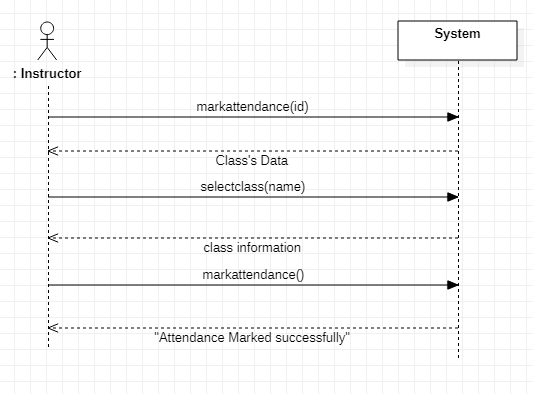 System
: Instructor
markattendance(id)
Class's Data
selectclass(name)
class information
markattendance()
"Attendance Marked successfully"